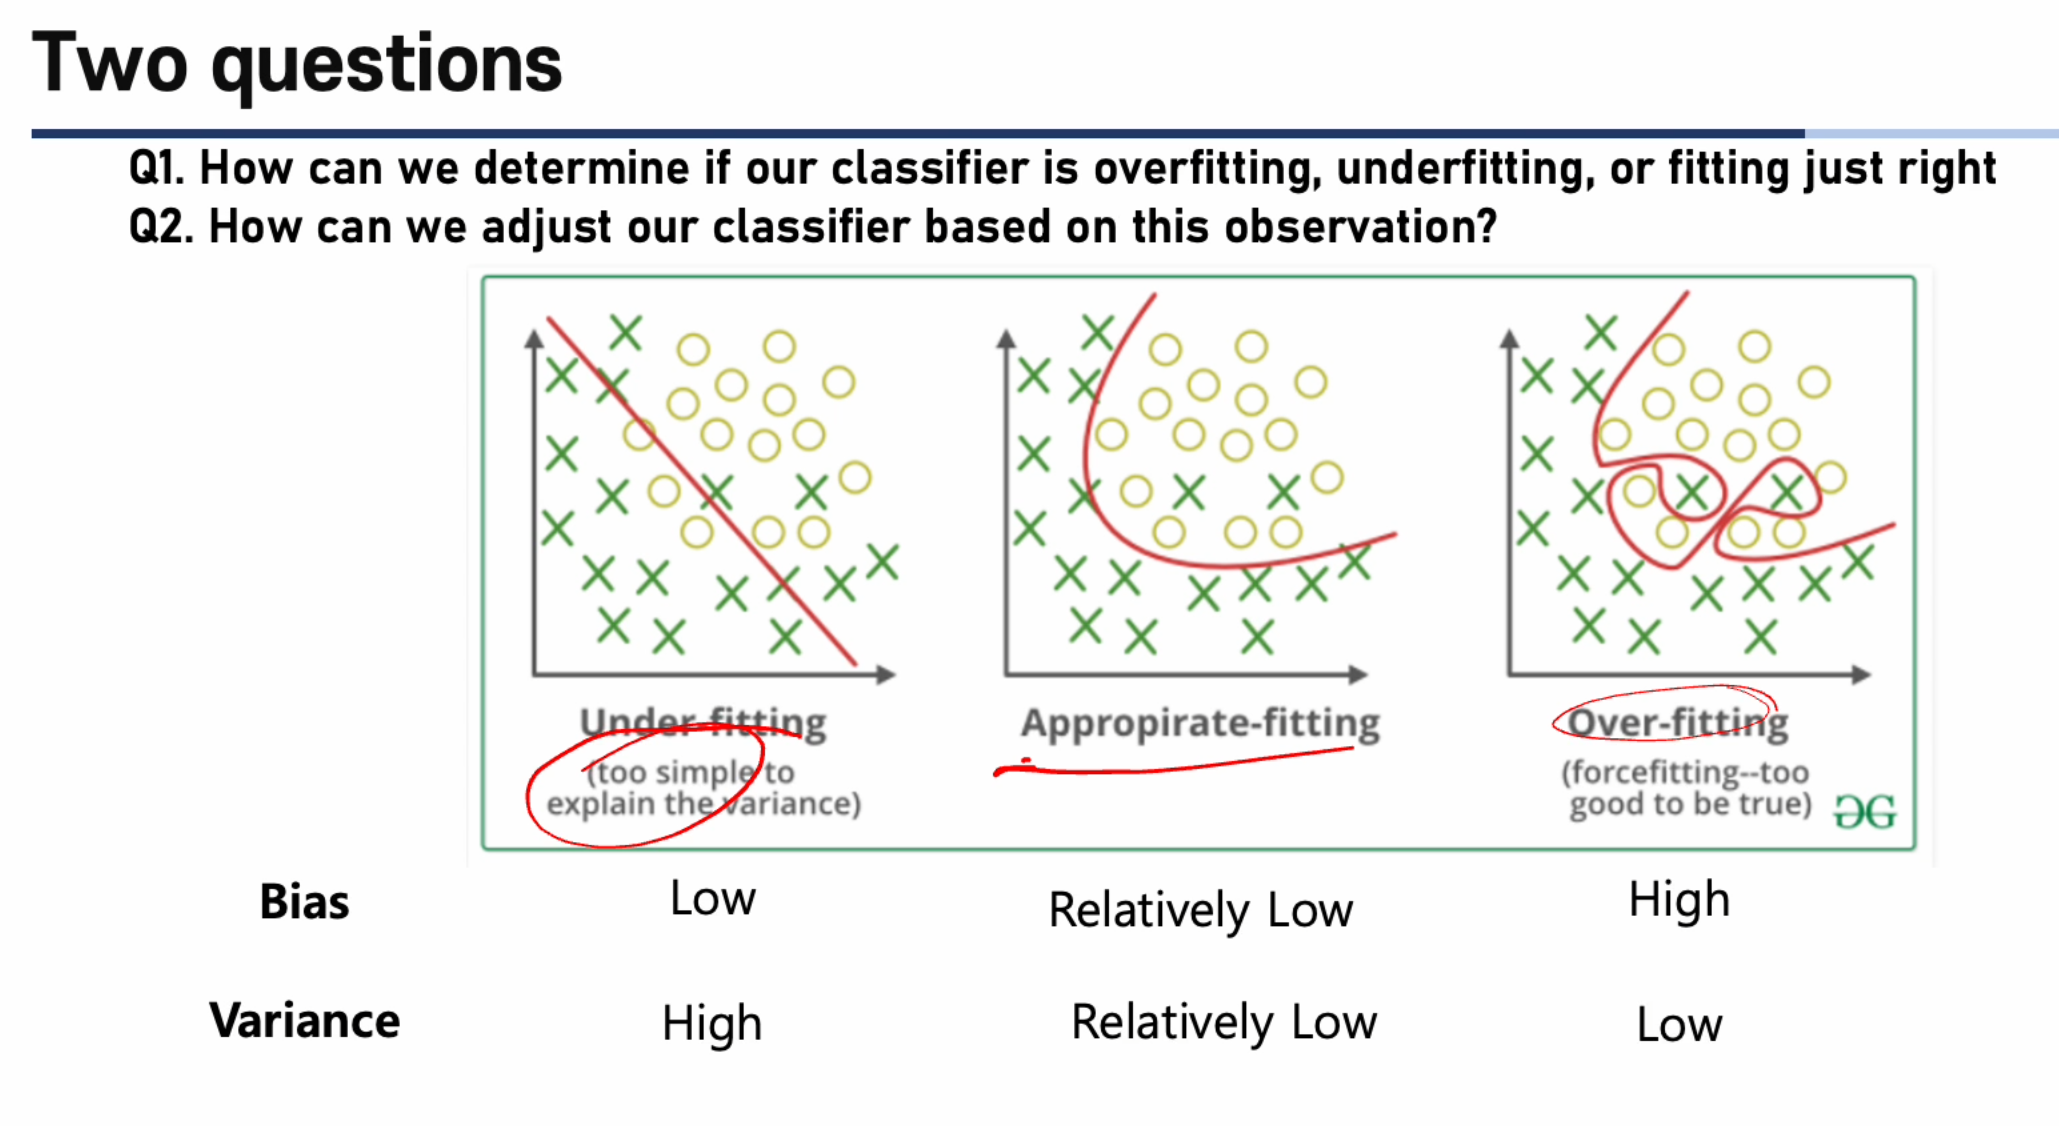 Two questions
Q1. How can we determine if our classifier is overfitting, underfitting, or fitting just right
Q2. How can we adjust our classifier based on this observation?
Under-fitting
(too simple to
explain the variance)
Appropirate-fitting
Over-fitting
(forcefitting--too
good to be true)
Bias Low Relatively Low High
Variance High Relatively Low Low